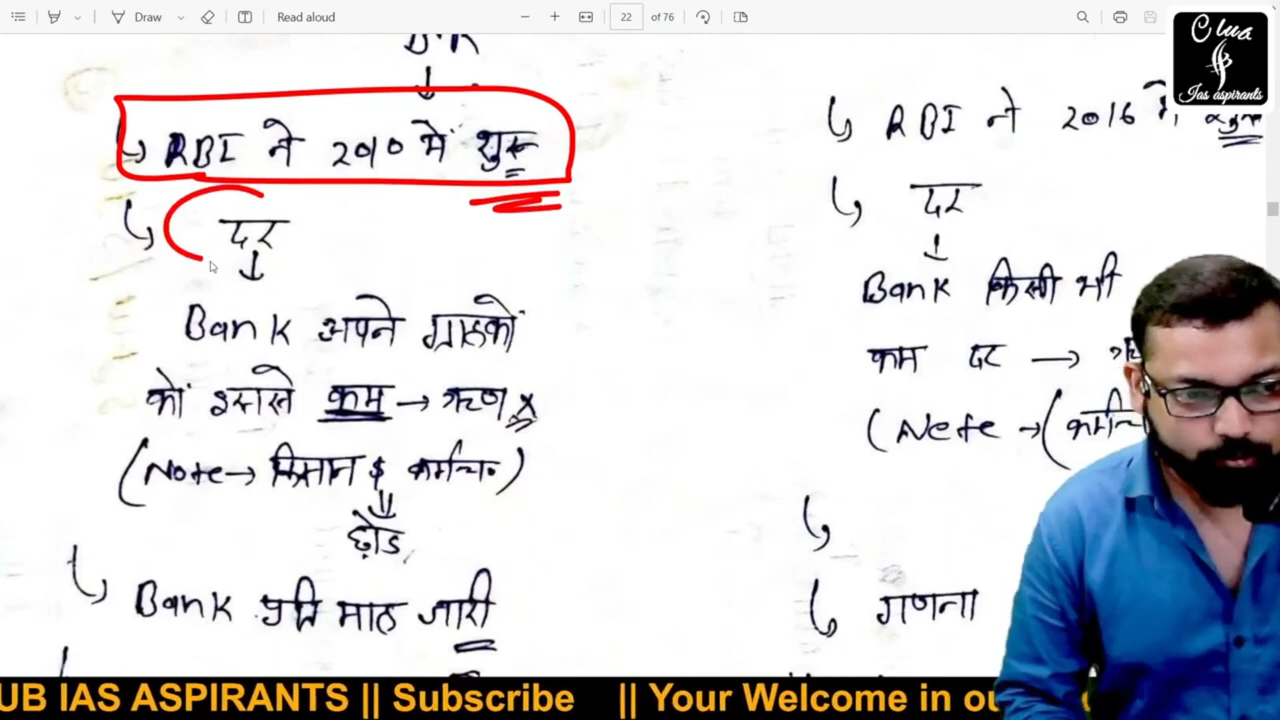 Draw
Read aloud
22 of 76
Club
Ias aspirants
B.R
RBI ने 2010 में शुरू
दर
Bank अपने ग्राहकों
को इससे कम → ऋण x
(Note → किसान & कर्मचारि)
छोड
Bank प्रति माह जारी
RBI ने 2016 में शुरू
दर
Bank किसी भी
कम दर →
(Note → (
गणना
UB IAS ASPIRANTS || Subscribe || Your Welcome in ou